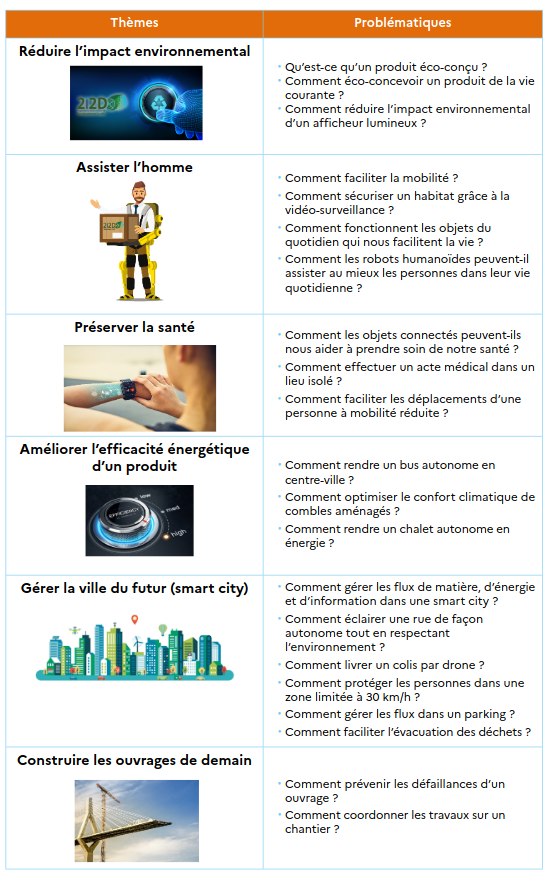 Thèmes
Problématiques
Réduire l'impact environnemental
2I2D
Qu'est-ce qu'un produit éco-conçu ?
Comment éco-concevoir un produit de la vie
courante ?
Comment réduire l'impact environnemental
d'un afficheur lumineux ?
Assister l'homme
2I2D
Comment faciliter la mobilité ?
Comment sécuriser un habitat grâce à la
vidéo-surveillance ?
Comment fonctionnent les objets du
quotidien qui nous facilitent la vie ?
Comment les robots humanoïdes peuvent-il
assister au mieux les personnes dans leur vie
quotidienne ?
Préserver la santé
Comment les objets connectés peuvent-ils
nous aider à prendre soin de notre santé ?
Comment effectuer un acte médical dans un
lieu isolé ?
Comment faciliter les déplacements d'une
personne à mobilité réduite ?
Améliorer l'efficacité énergétique
d'un produit
EFFICIENCY
low
med
high
Comment rendre un bus autonome en
centre-ville ?
Comment optimiser le confort climatique de
combles aménagés ?
Comment rendre un chalet autonome en
énergie ?
Gérer la ville du futur (smart city)
Comment gérer les flux de matière, d'énergie
et d'information dans une smart city ?
Comment éclairer une rue de façon
autonome tout en respectant
l'environnement ?
Comment livrer un colis par drone ?
Comment protéger les personnes dans une
zone limitée à 30 km/h ?
Comment gérer les flux dans un parking ?
Comment faciliter l'évacuation des déchets ?
Construire les ouvrages de demain
Comment prévenir les défaillances d'un
ouvrage ?
Comment coordonner les travaux sur un
chantier ?